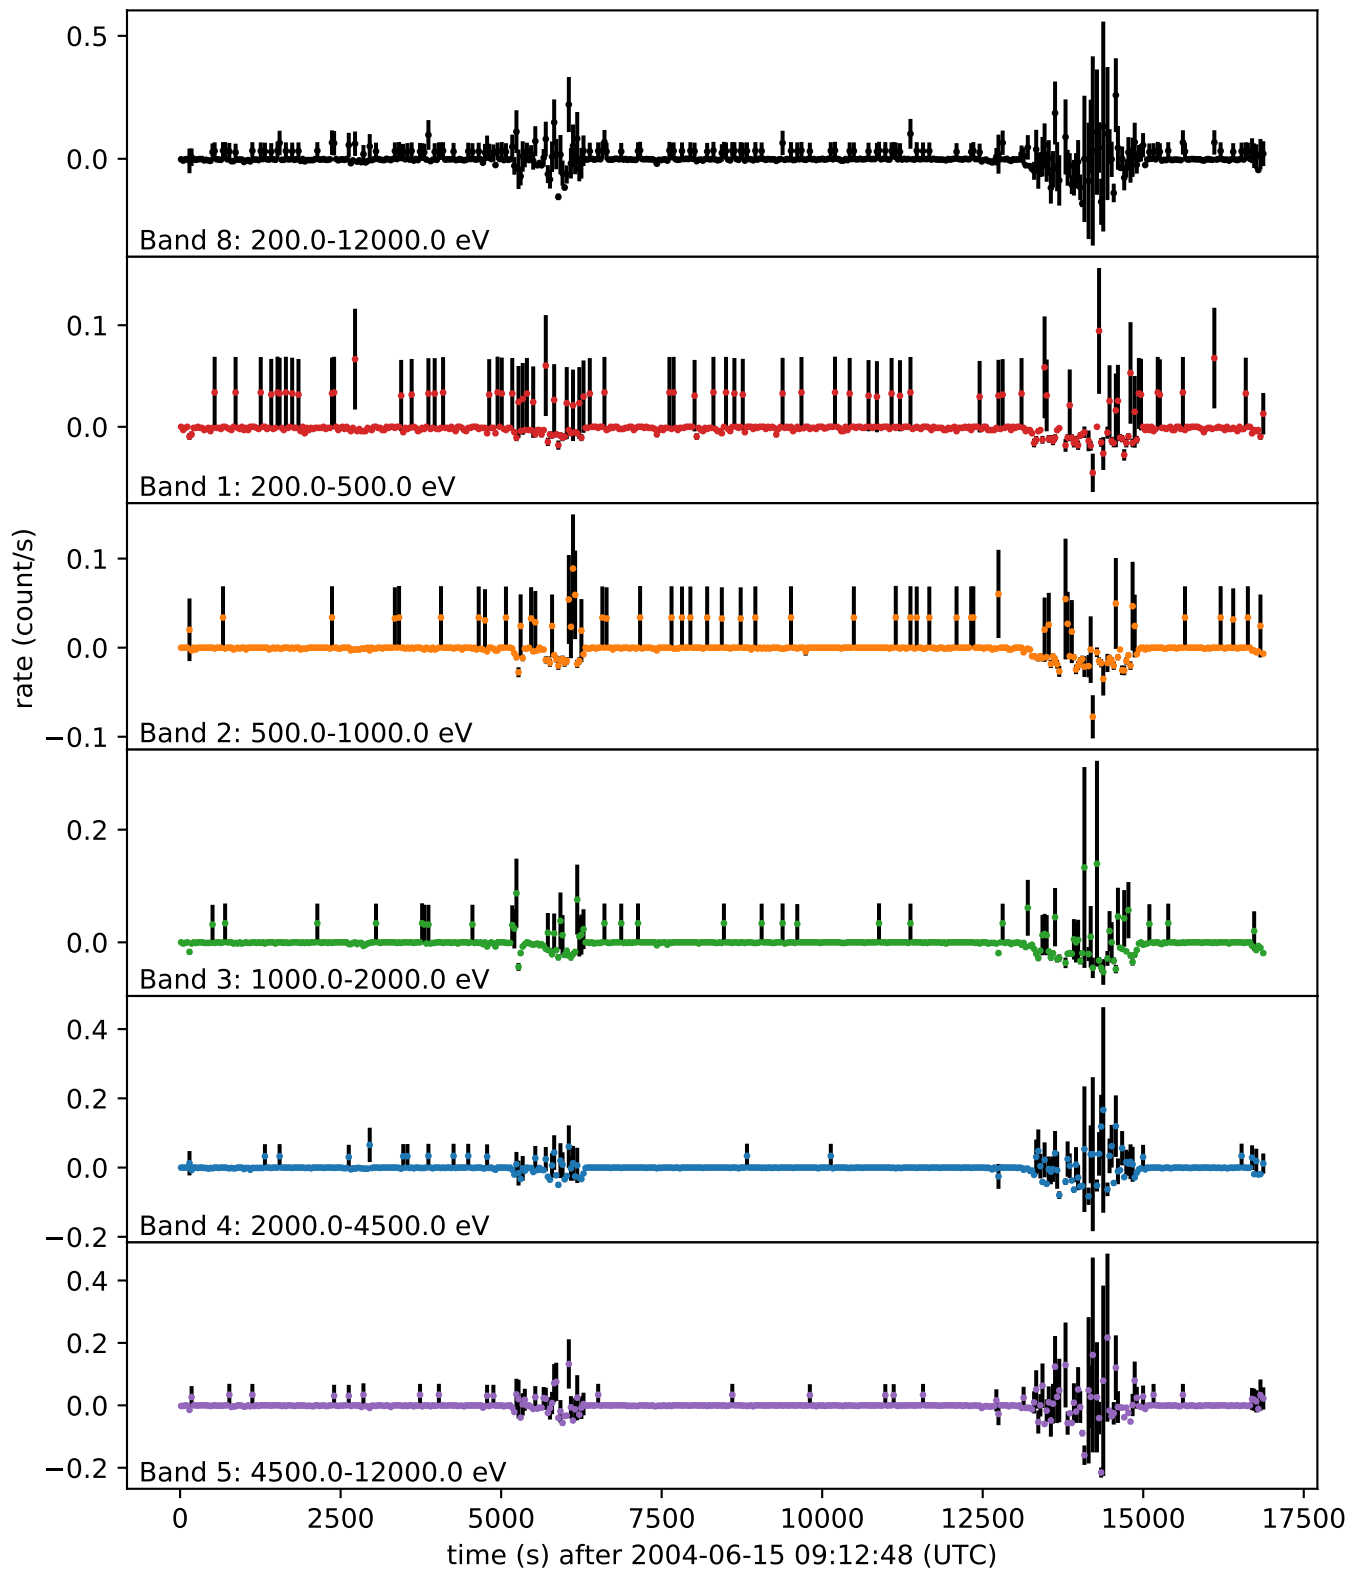 0.5
0.0
Band 8: 200.0-12000.0 eV
0.1
0.0
Band 1: 200.0-500.0 eV
rate (count/s)
0.1
0.0
−0.1
Band 2: 500.0-1000.0 eV
0.2
0.0
Band 3: 1000.0-2000.0 eV
0.4
0.2
0.0
−0.2
Band 4: 2000.0-4500.0 eV
0.4
0.2
0.0
−0.2
Band 5: 4500.0-12000.0 eV
0 2500 5000 7500 10000 12500 15000 17500
time (s) after 2004-06-15 09:12:48 (UTC)